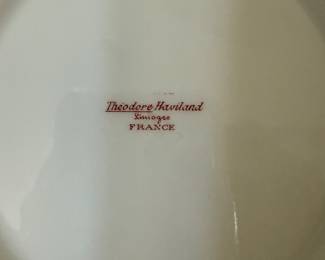 Theodore Haviland
Limoges
FRANCE